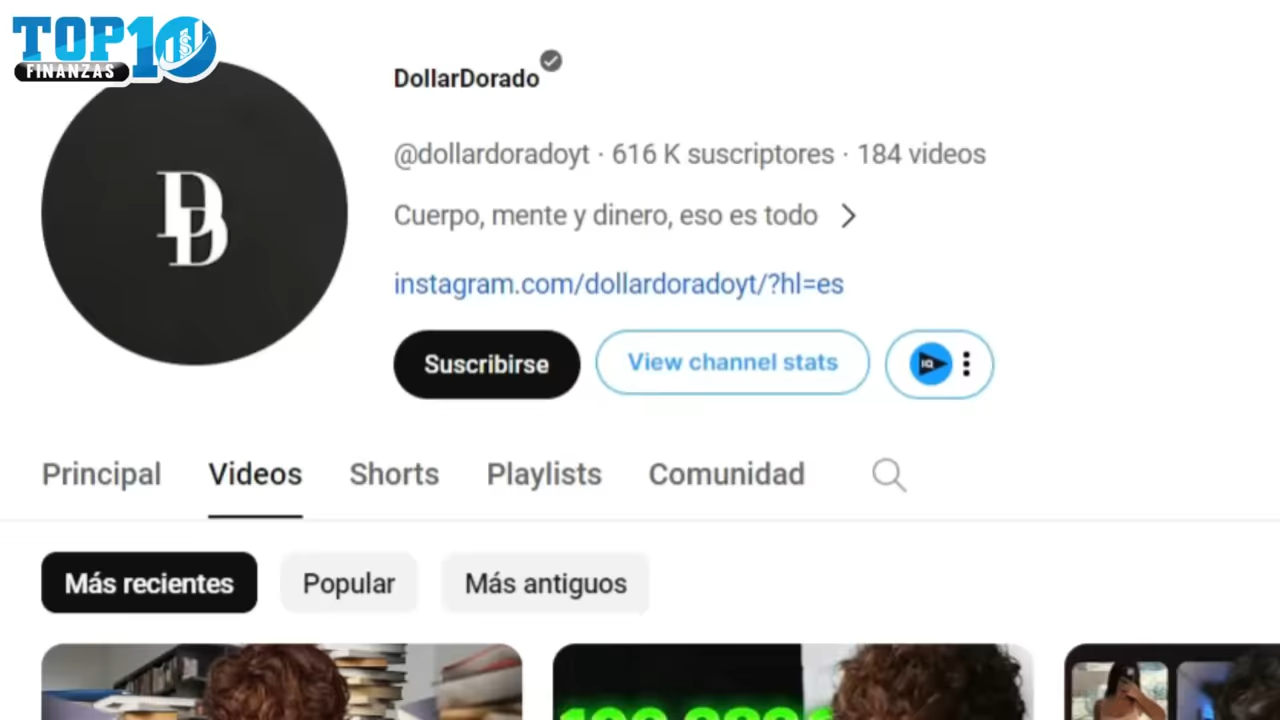 TOP10
FINANZAS
DollarDorado
@dollardoradoyt · 616 K suscriptores · 184 videos
Cuerpo, mente y dinero, eso es todo
instagram.com/dollardoradoyt/?hl=es
Suscribirse
View channel stats
IQ
Principal
Videos
Shorts
Playlists
Comunidad
Más recientes
Popular
Más antiguos